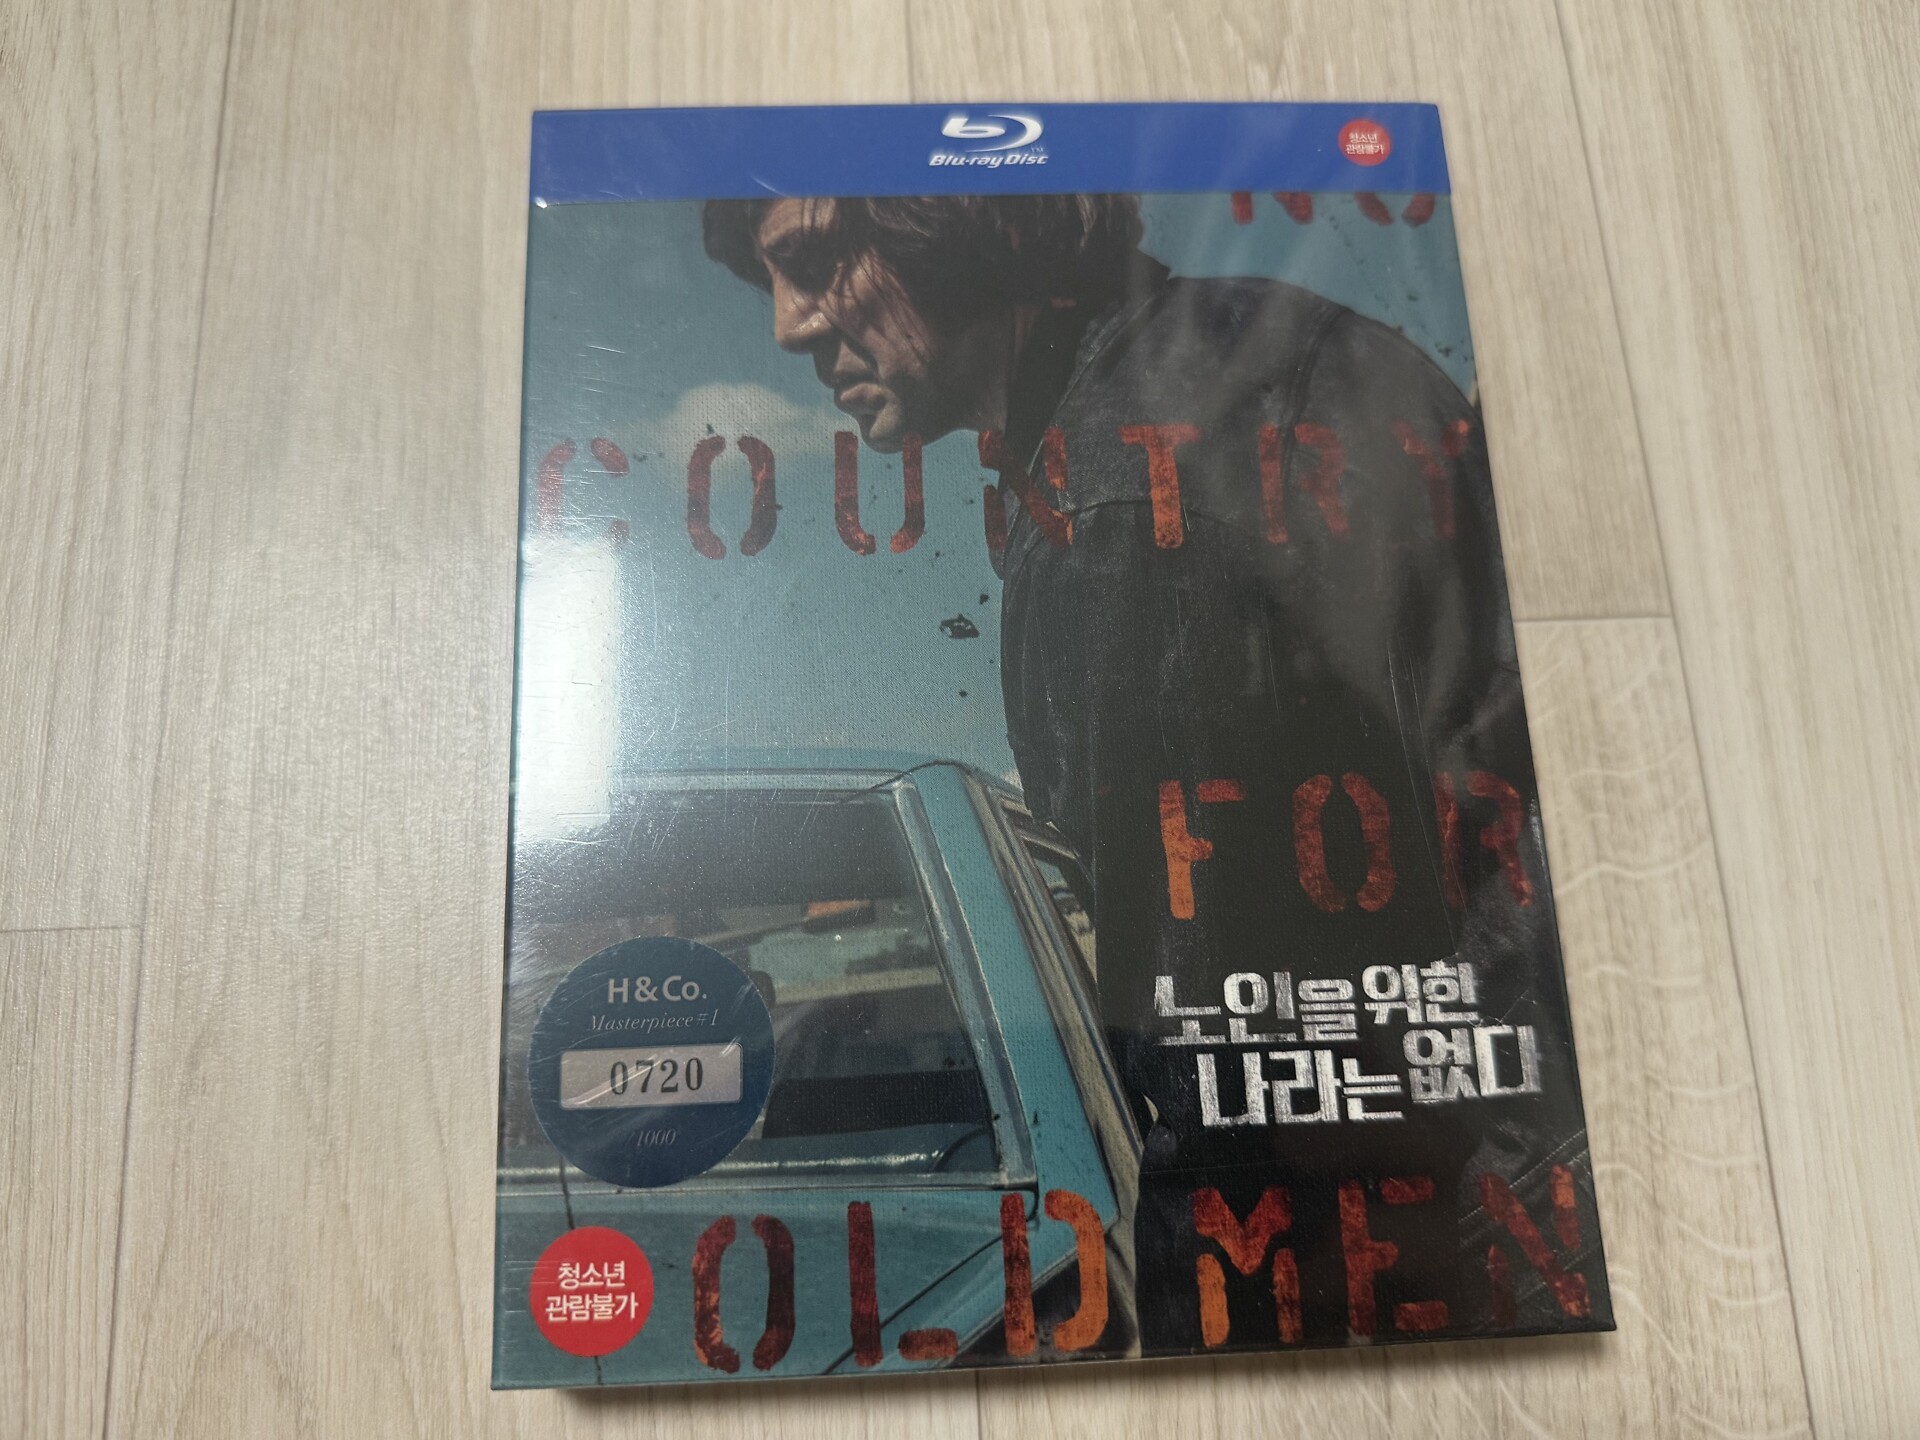 Blu-ray Disc
청소년
관람불가
NO
COUNTRY
FOR
노인을 위한
나라는 없다
H&Co.
Masterpiece#1
0720
/1000
OLD MEN
청소년
관람불가